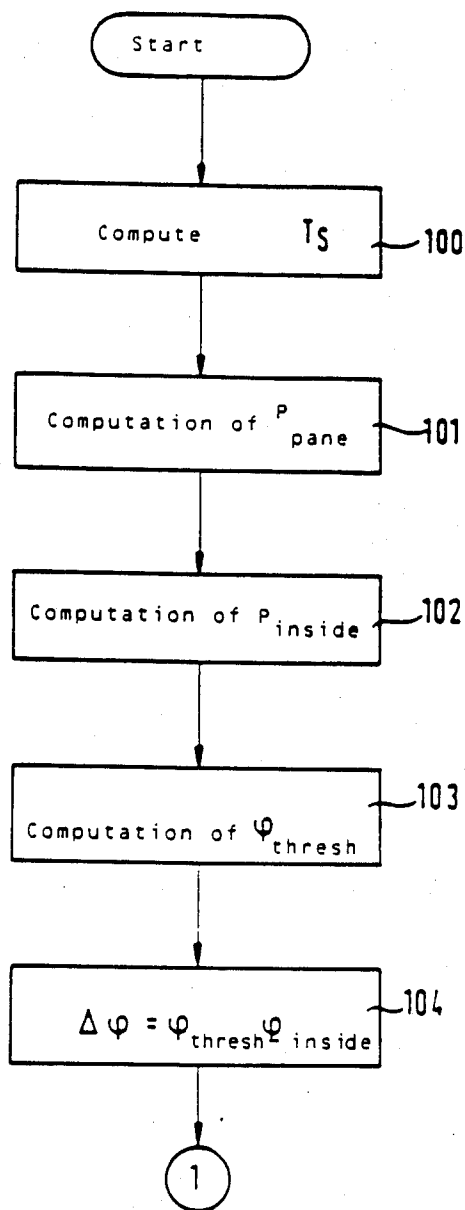 Start
Compute T_S
100
Computation of P_pane
101
Computation of P_inside
102
Computation of φ_thresh
103
Δφ = φ_thresh φ_inside
104
1